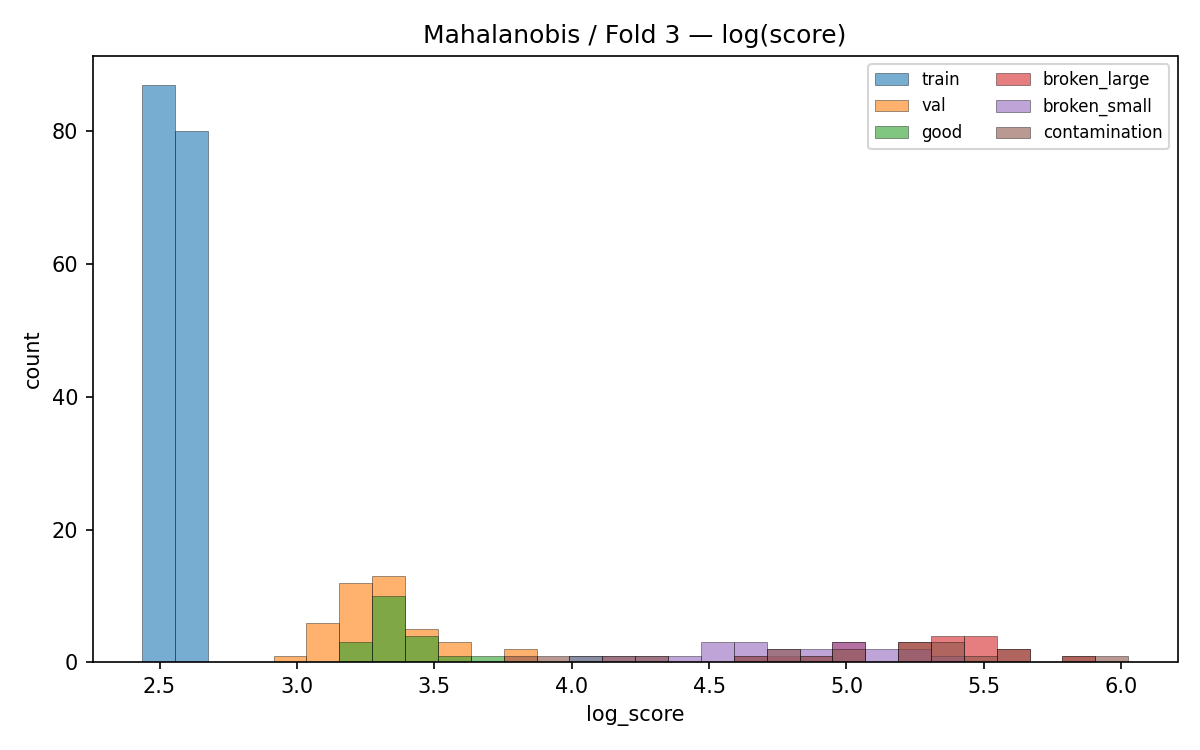 Mahalanobis / Fold 3 — log(score)
train
val
good
broken_large
broken_small
contamination
count
80
60
40
20
0
2.5 3.0 3.5 4.0 4.5 5.0 5.5 6.0
log_score